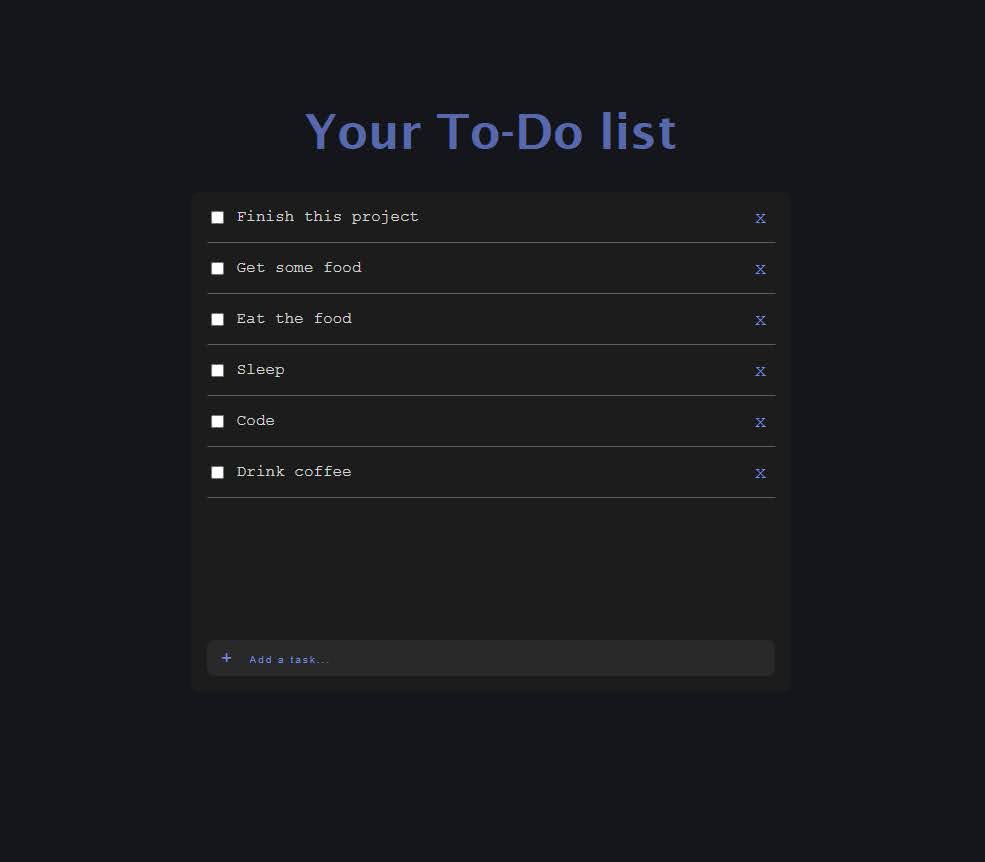 Your To-Do list
Finish this project x
Get some food x
Eat the food x
Sleep x
Code x
Drink coffee x
+ Add a task...